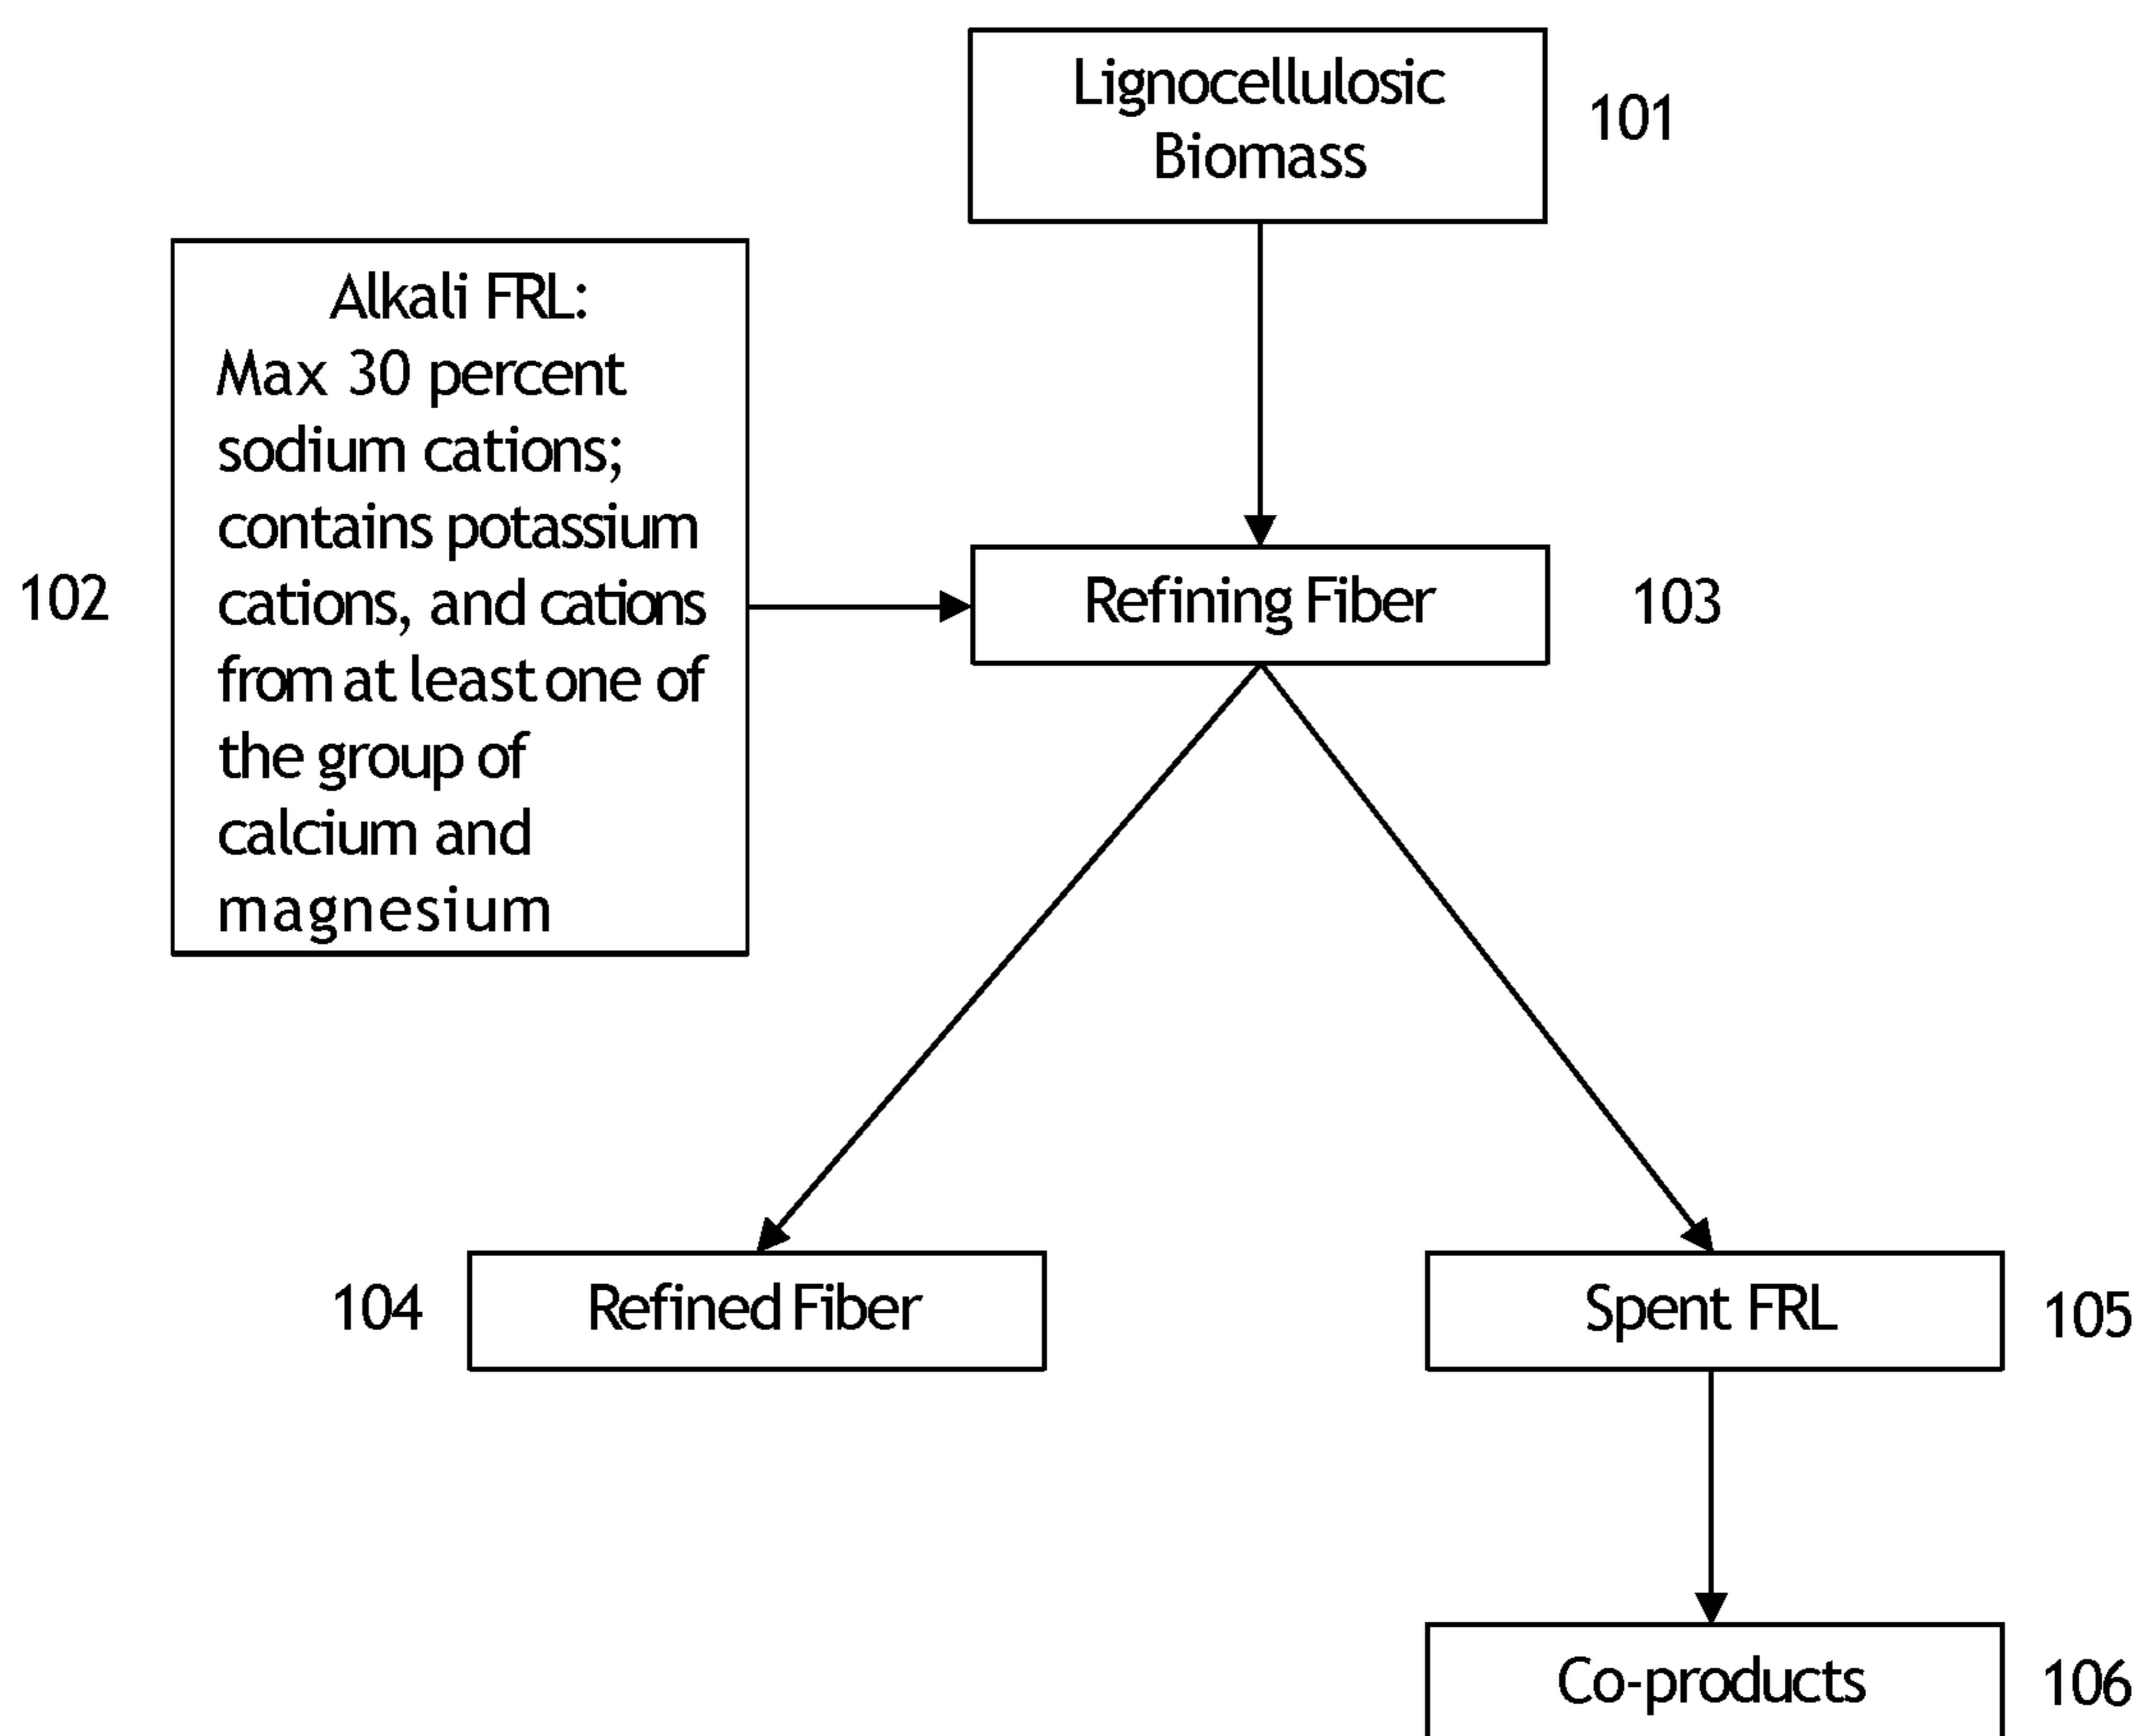 Lignocellulosic
Biomass
101
Alkali FRL:
Max 30 percent
sodium cations;
contains potassium
cations, and cations
from at least one of
the group of
calcium and
magnesium
102
Refining Fiber
103
104
Refined Fiber
Spent FRL
105
Co-products
106